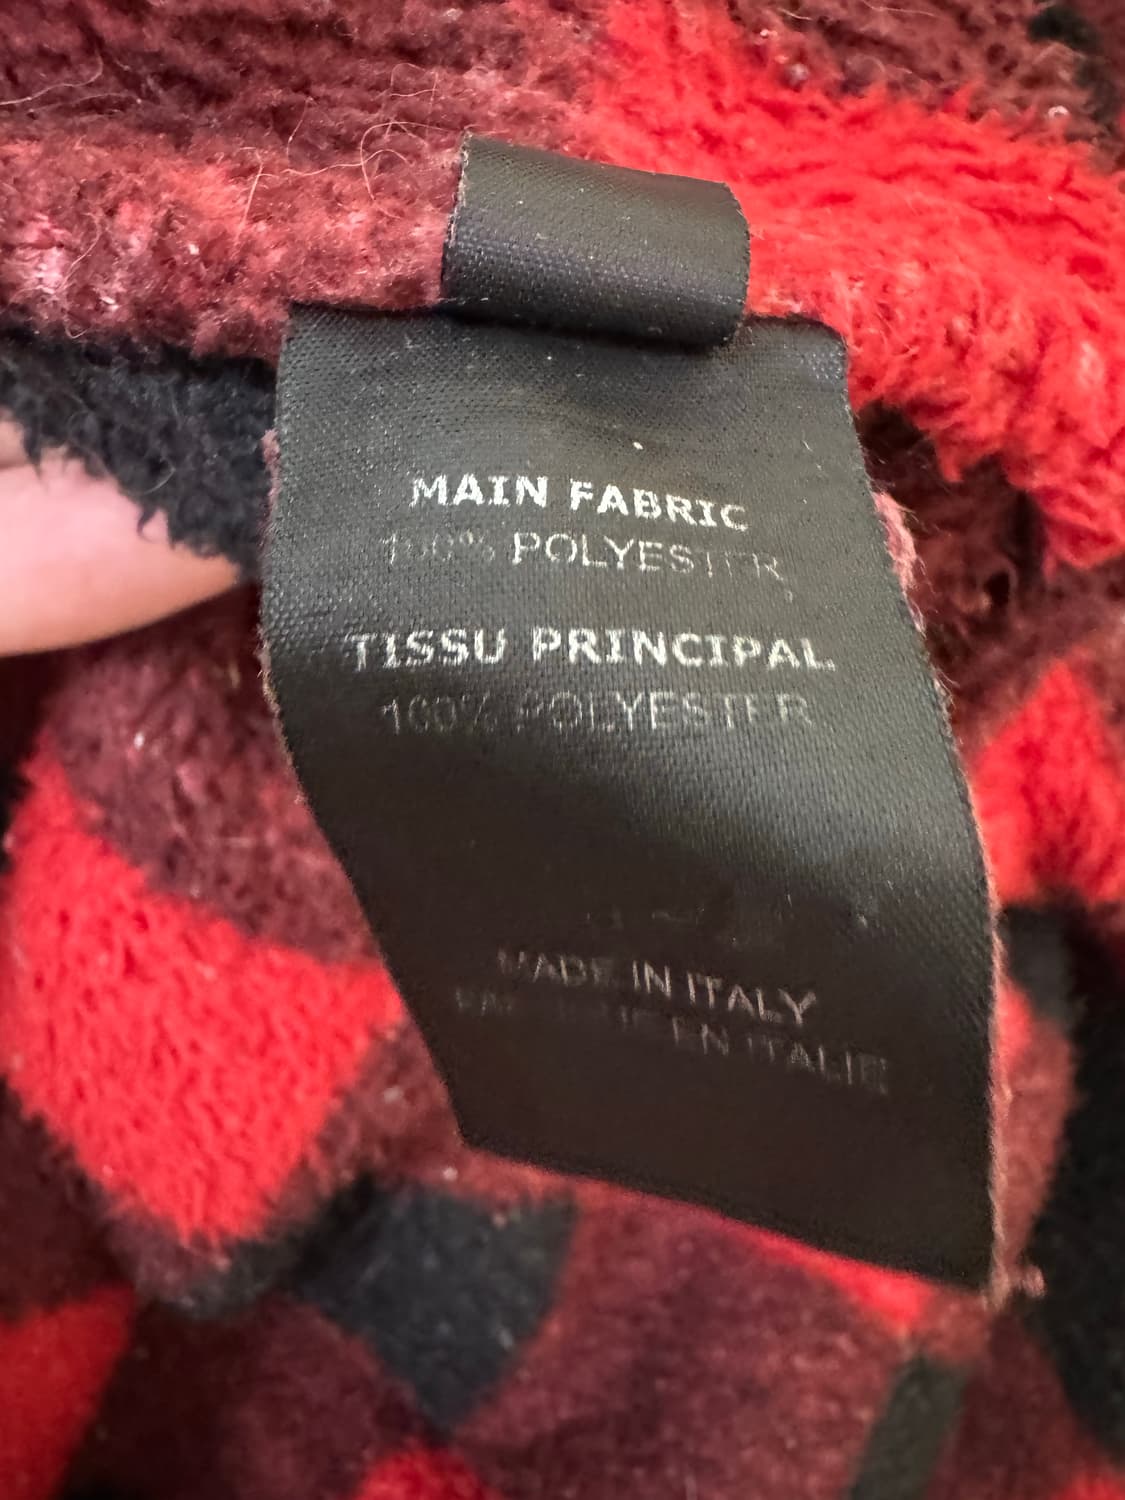 MAIN FABRIC
100% POLYESTER
TISSU PRINCIPAL
100% POLYESTER
MADE IN ITALY
EN ITALIE